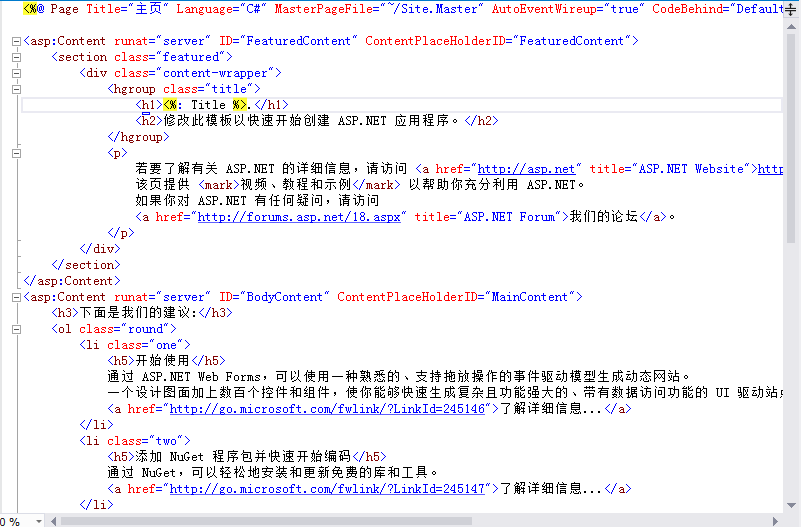 <%@ Page Title="主页" Language="C#" MasterPageFile="~/Site.Master" AutoEventWireup="true" CodeBehind="Default
<asp:Content runat="server" ID="FeaturedContent" ContentPlaceHolderID="FeaturedContent">
<section class="featured">
<div class="content-wrapper">
<hgroup class="title">
<h1><%: Title %>.</h1>
<h2>修改此模板以快速开始创建 ASP.NET 应用程序。</h2>
</hgroup>
<p>
若要了解有关 ASP.NET 的详细信息，请访问 <a href="http://asp.net" title="ASP.NET Website">http
该页提供 <mark>视频、教程和示例</mark> 以帮助你充分利用 ASP.NET。
如果你对 ASP.NET 有任何疑问，请访问
<a href="http://forums.asp.net/18.aspx" title="ASP.NET Forum">我们的论坛</a>。
</p>
</div>
</section>
</asp:Content>
<asp:Content runat="server" ID="BodyContent" ContentPlaceHolderID="MainContent">
<h3>下面是我们的建议:</h3>
<ol class="round">
<li class="one">
<h5>开始使用</h5>
通过 ASP.NET Web Forms，可以使用一种熟悉的、支持拖放操作的事件驱动模型生成动态网站。
一个设计图面加上数百个控件和组件，使你能够快速生成复杂且功能强大的、带有数据访问功能的 UI 驱动站点
<a href="http://go.microsoft.com/fwlink/?LinkId=245146">了解详细信息...</a>
</li>
<li class="two">
<h5>添加 NuGet 程序包并快速开始编码</h5>
通过 NuGet，可以轻松地安装和更新免费的库和工具。
<a href="http://go.microsoft.com/fwlink/?LinkId=245147">了解详细信息...</a>
</li>
0 %